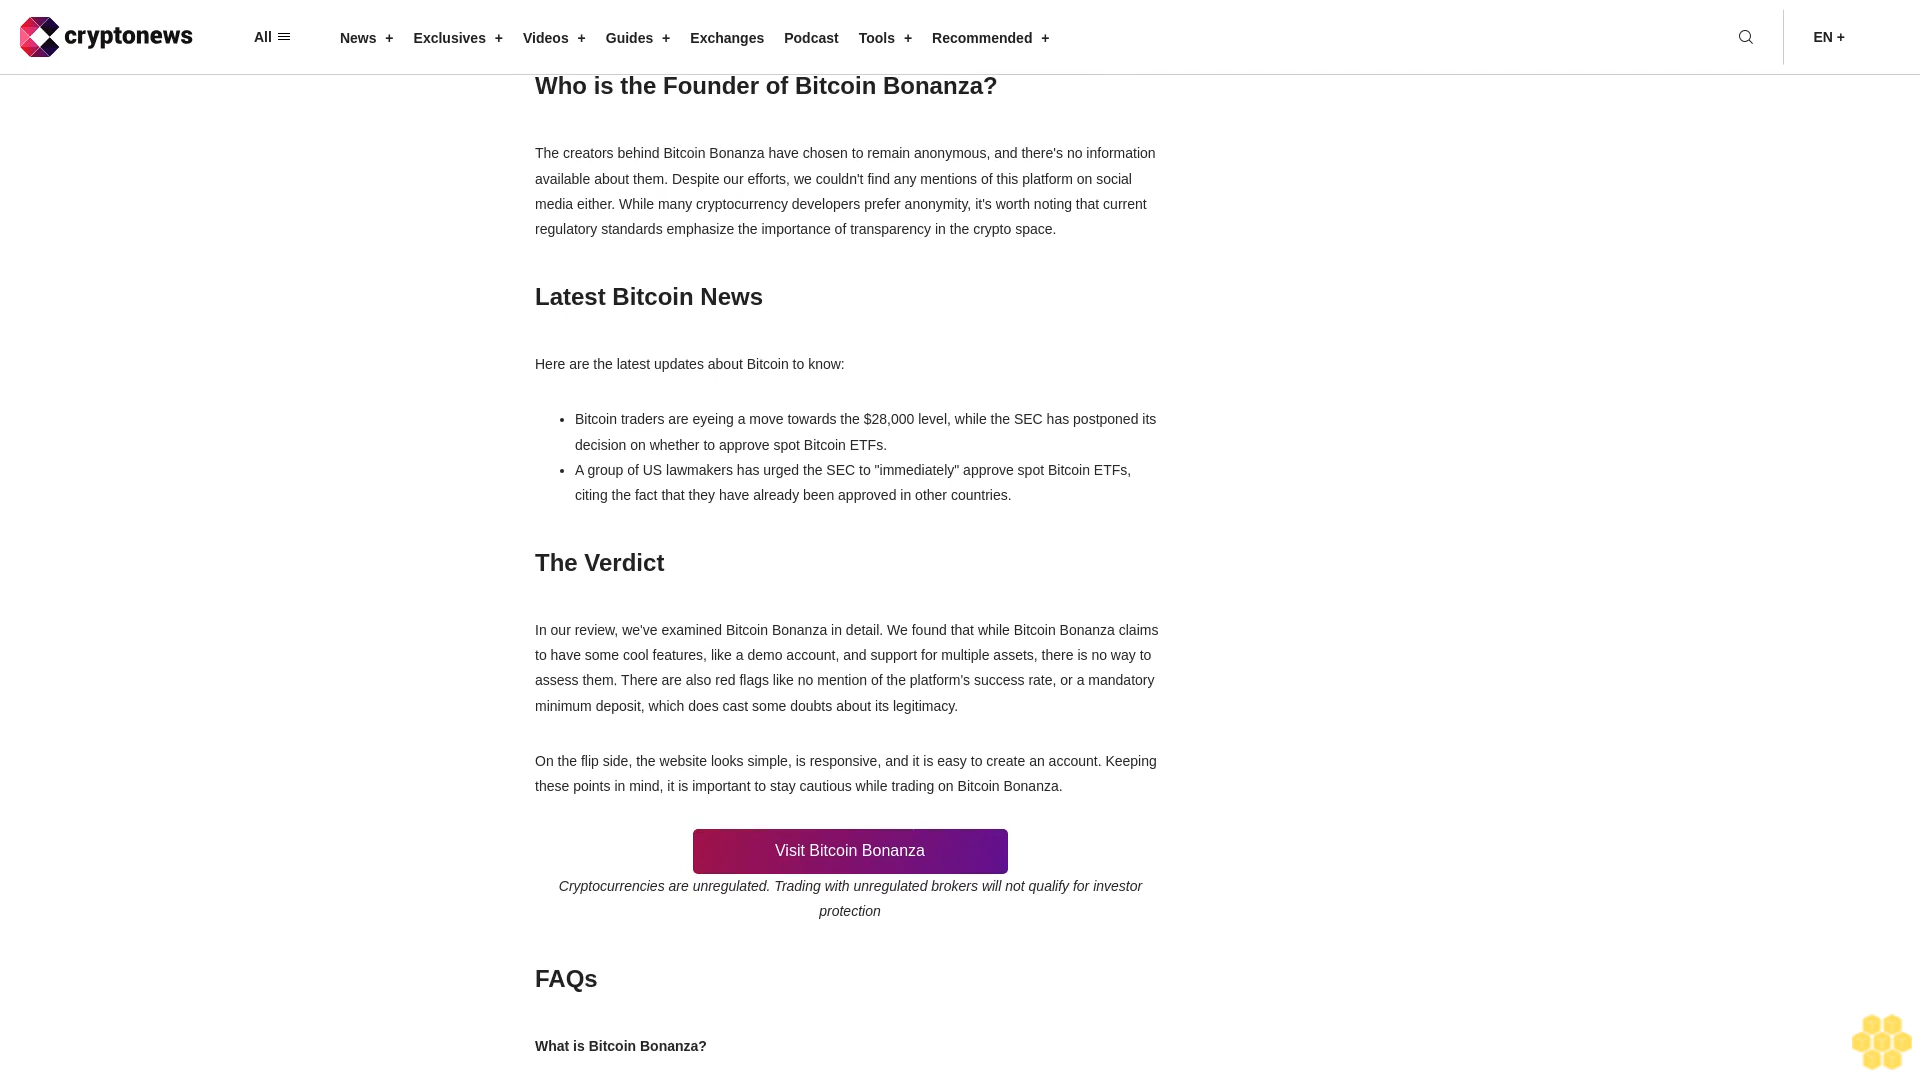 cryptonews
All
News + Exclusives + Videos + Guides + Exchanges Podcast Tools + Recommended +
EN +
Who is the Founder of Bitcoin Bonanza?
The creators behind Bitcoin Bonanza have chosen to remain anonymous, and there's no information
available about them. Despite our efforts, we couldn't find any mentions of this platform on social
media either. While many cryptocurrency developers prefer anonymity, it's worth noting that current
regulatory standards emphasize the importance of transparency in the crypto space.
Latest Bitcoin News
Here are the latest updates about Bitcoin to know:
• Bitcoin traders are eyeing a move towards the $28,000 level, while the SEC has postponed its
decision on whether to approve spot Bitcoin ETFs.
• A group of US lawmakers has urged the SEC to "immediately" approve spot Bitcoin ETFs,
citing the fact that they have already been approved in other countries.
The Verdict
In our review, we've examined Bitcoin Bonanza in detail. We found that while Bitcoin Bonanza claims
to have some cool features, like a demo account, and support for multiple assets, there is no way to
assess them. There are also red flags like no mention of the platform's success rate, or a mandatory
minimum deposit, which does cast some doubts about its legitimacy.
On the flip side, the website looks simple, is responsive, and it is easy to create an account. Keeping
these points in mind, it is important to stay cautious while trading on Bitcoin Bonanza.
Visit Bitcoin Bonanza
Cryptocurrencies are unregulated. Trading with unregulated brokers will not qualify for investor
protection
FAQs
What is Bitcoin Bonanza?